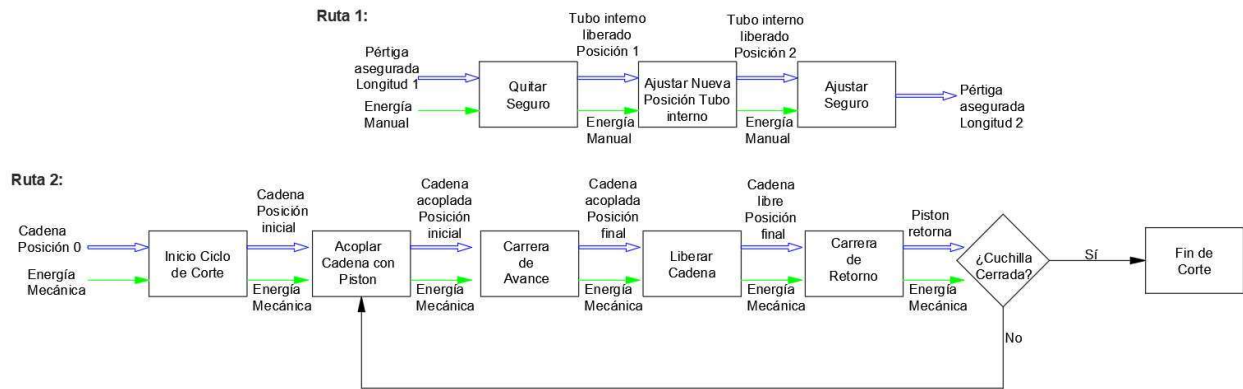 Ruta 1:
Pértiga
asegurada
Longitud 1
Energía
Manual
Quitar
Seguro
Tubo interno
liberado
Posición 1
Energía
Manual
Ajustar Nueva
Posición Tubo
interno
Tubo interno
liberado
Posición 2
Energía
Manual
Ajustar
Seguro
Pértiga
asegurada
Longitud 2
Ruta 2:
Cadena
Posición 0
Energía
Mecánica
Inicio Ciclo
de Corte
Cadena
Posición
inicial
Energía
Mecánica
Acoplar
Cadena con
Piston
Cadena
acoplada
Posición
inicial
Energía
Mecánica
Carrera
de
Avance
Cadena
acoplada
Posición
final
Energía
Mecánica
Liberar
Cadena
Cadena
libre
Posición
final
Energía
Mecánica
Carrera
de
Retorno
Piston
retorna
Energía
Mecánica
¿Cuchilla
Cerrada?
Sí
Fin de
Corte
No